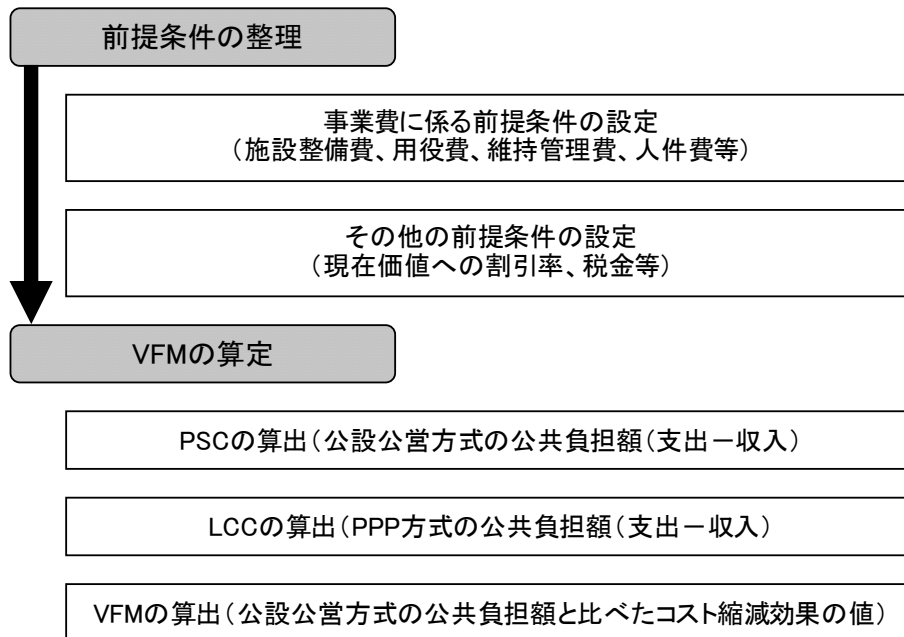 前提条件の整理
事業費に係る前提条件の設定
（施設整備費、用役費、維持管理費、人件費等）
その他の前提条件の設定
（現在価値への割引率、税金等）
VFMの算定
PSCの算出（公設公営方式の公共負担額（支出－収入）
LCCの算出（PPP方式の公共負担額（支出－収入）
VFMの算出（公設公営方式の公共負担額と比べたコスト縮減効果の値）